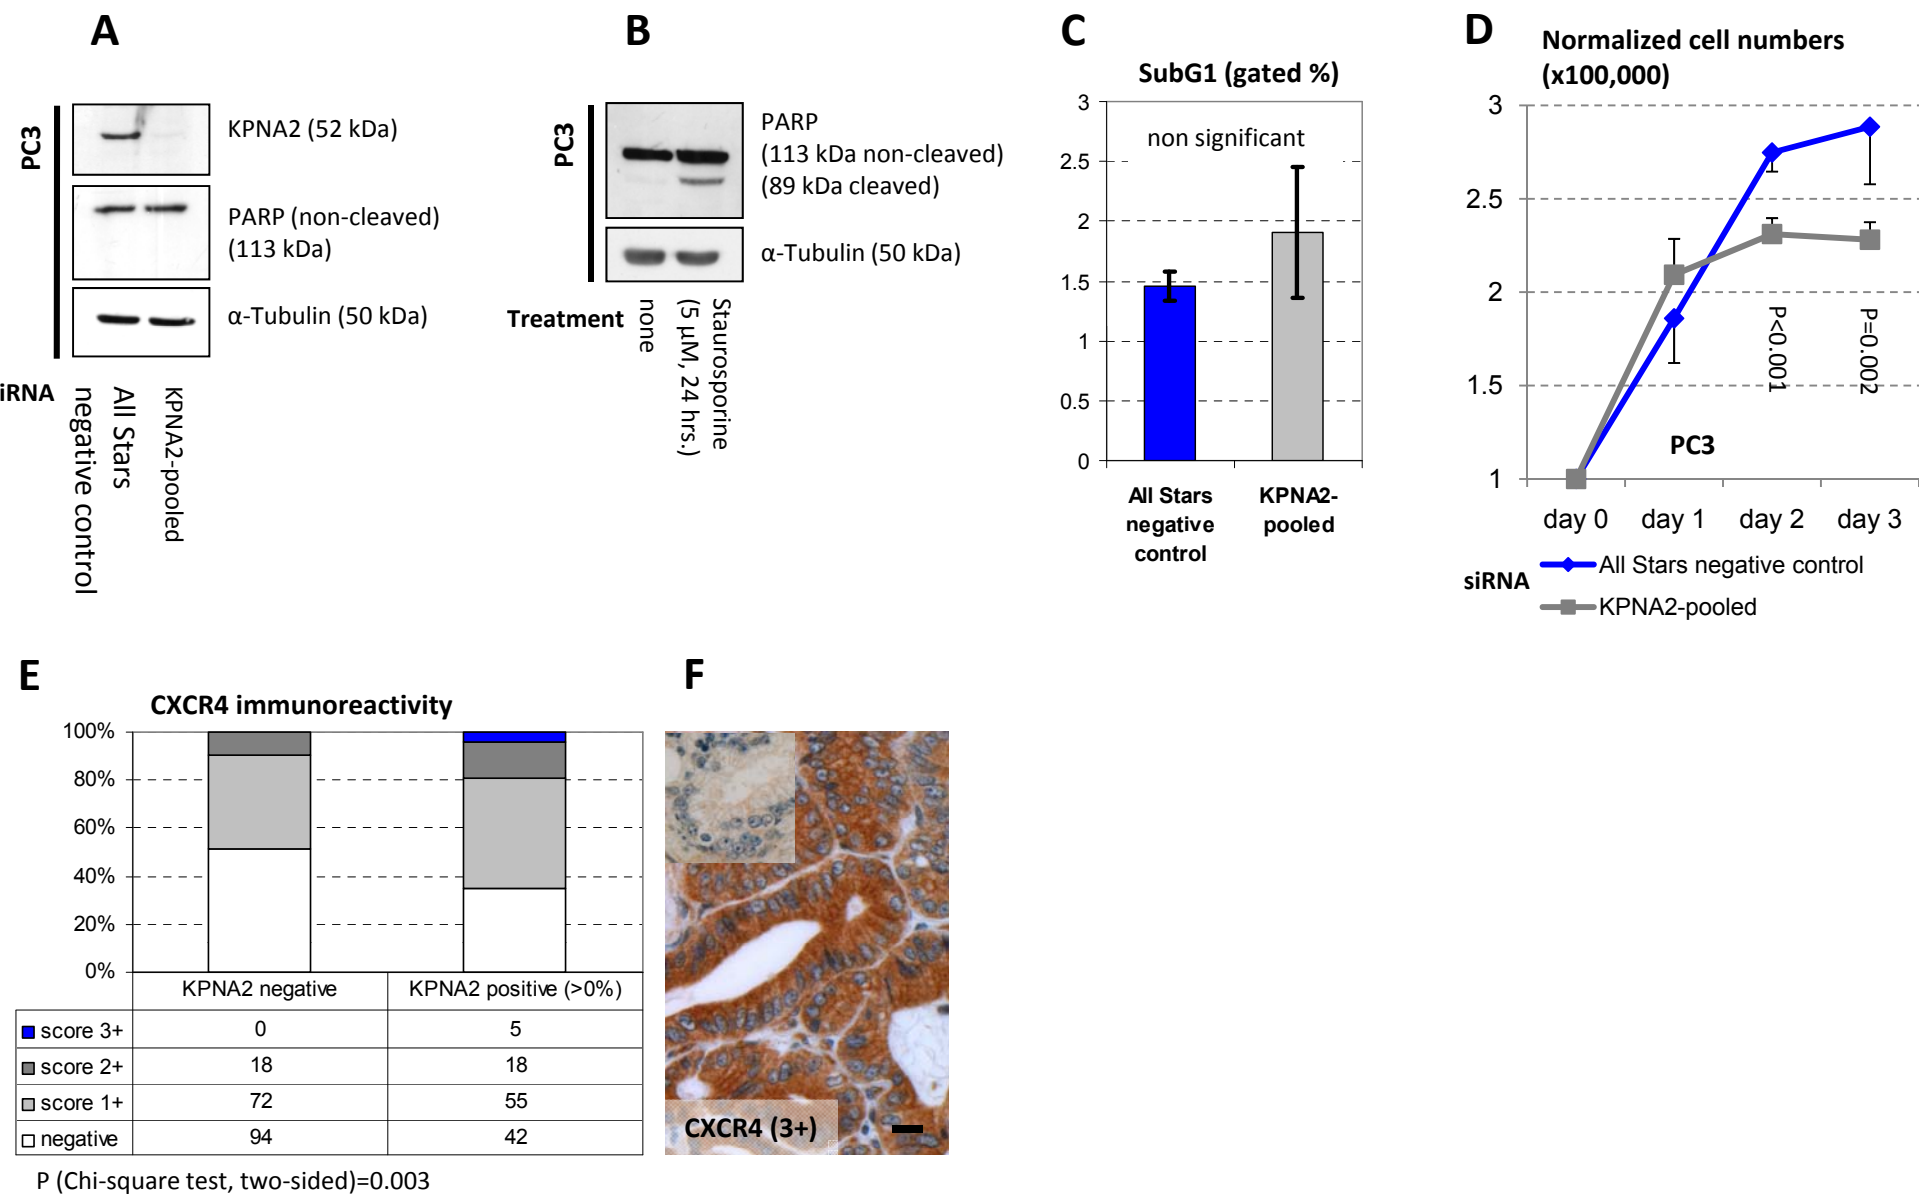 A
PC3
KPNA2 (52 kDa)
PARP (non-cleaved)
(113 kDa)
α-Tubulin (50 kDa)
iRNA
negative control
All Stars
KPNA2-pooled
B
PC3
PARP
(113 kDa non-cleaved)
(89 kDa cleaved)
α-Tubulin (50 kDa)
Treatment
none
Staurosporine
(5 µM, 24 hrs.)
C
SubG1 (gated %)
3
2.5
2
1.5
1
0.5
0
non significant
All Stars
negative
control
KPNA2-
pooled
D
Normalized cell numbers
(x100,000)
3
2.5
2
1.5
1
P<0.001
P=0.002
PC3
day 0 day 1 day 2 day 3
siRNA
All Stars negative control
KPNA2-pooled
E
CXCR4 immunoreactivity
100%
80%
60%
40%
20%
0%
KPNA2 negative KPNA2 positive (>0%)
score 3+ 0 5
score 2+ 18 18
score 1+ 72 55
negative 94 42
P (Chi-square test, two-sided)=0.003
F
CXCR4 (3+)